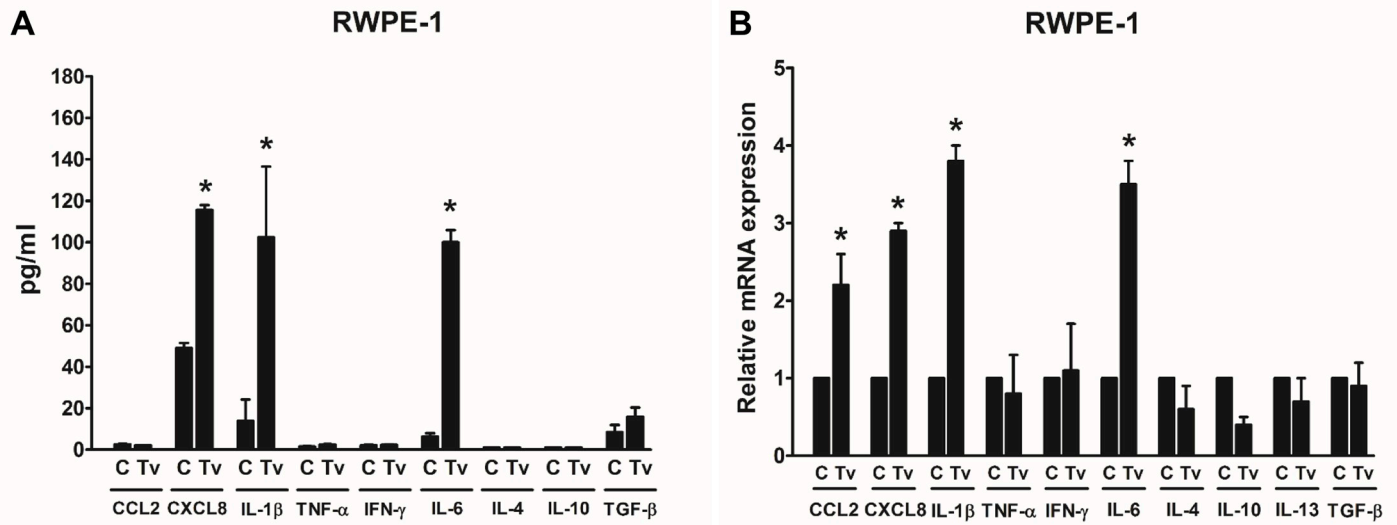 A
RWPE-1
180
160
140
120
100
80
60
40
20
0
pg/ml
*
*
*
C Tv C Tv C Tv C Tv C Tv C Tv C Tv C Tv C Tv
CCL2 CXCL8 IL-1β TNF-α IFN-γ IL-6 IL-4 IL-10 TGF-β
B
RWPE-1
5
4
3
2
1
0
Relative mRNA expression
*
*
*
*
C Tv C Tv C Tv C Tv C Tv C Tv C Tv C Tv C Tv C Tv
CCL2 CXCL8 IL-1β TNF-α IFN-γ IL-6 IL-4 IL-10 IL-13 TGF-β